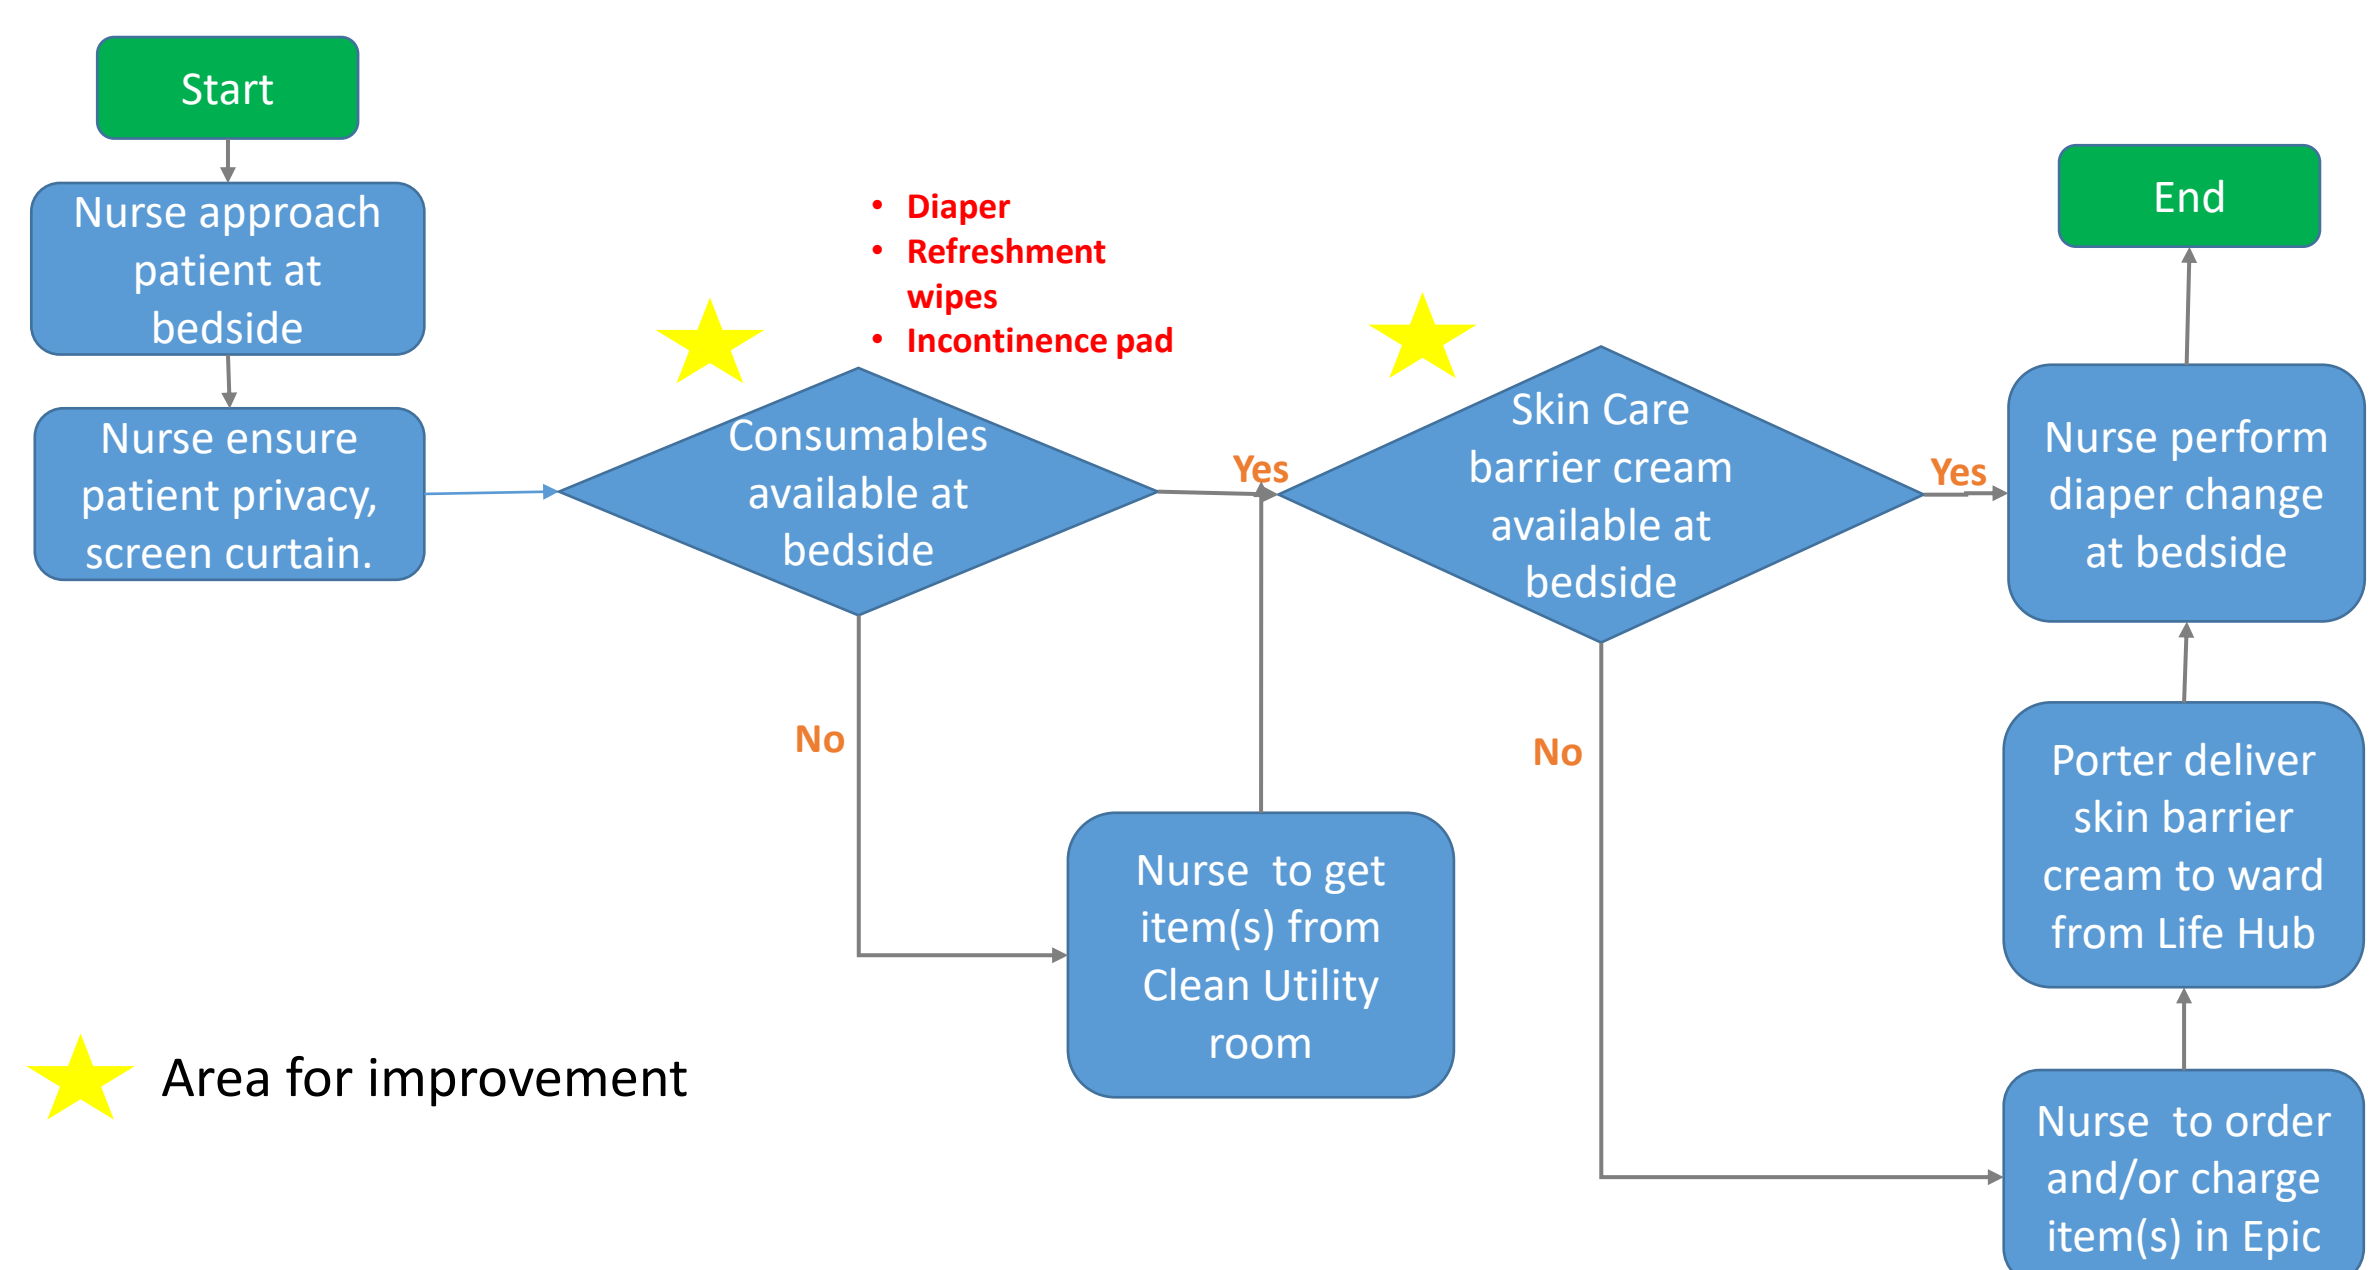 Start
Nurse approach
patient at
bedside
Nurse ensure
patient privacy,
screen curtain.
• Diaper
• Refreshment
wipes
• Incontinence pad
Consumables
available at
bedside
Yes
No
Nurse  to get
item(s) from
Clean Utility
room
Skin Care
barrier cream
available at
bedside
Yes
No
Nurse  to order
and/or charge
item(s) in Epic
Porter deliver
skin barrier
cream to ward
from Life Hub
Nurse perform
diaper change
at bedside
End
Area for improvement